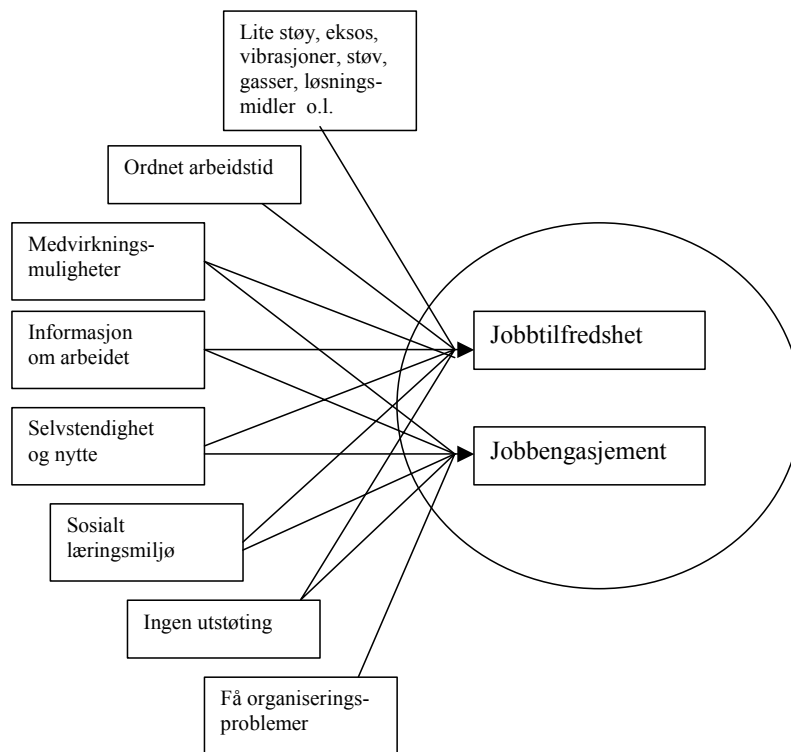 Lite støy, eksos,
vibrasjoner, støv,
gasser, løsnings-
midler o.l.
Ordnet arbeidstid
Medvirknings-
muligheter
Informasjon
om arbeidet
Selvstendighet
og nytte
Sosialt
læringsmiljø
Ingen utstøting
Få organiserings-
problemer
Jobbtilfredshet
Jobbengasjement